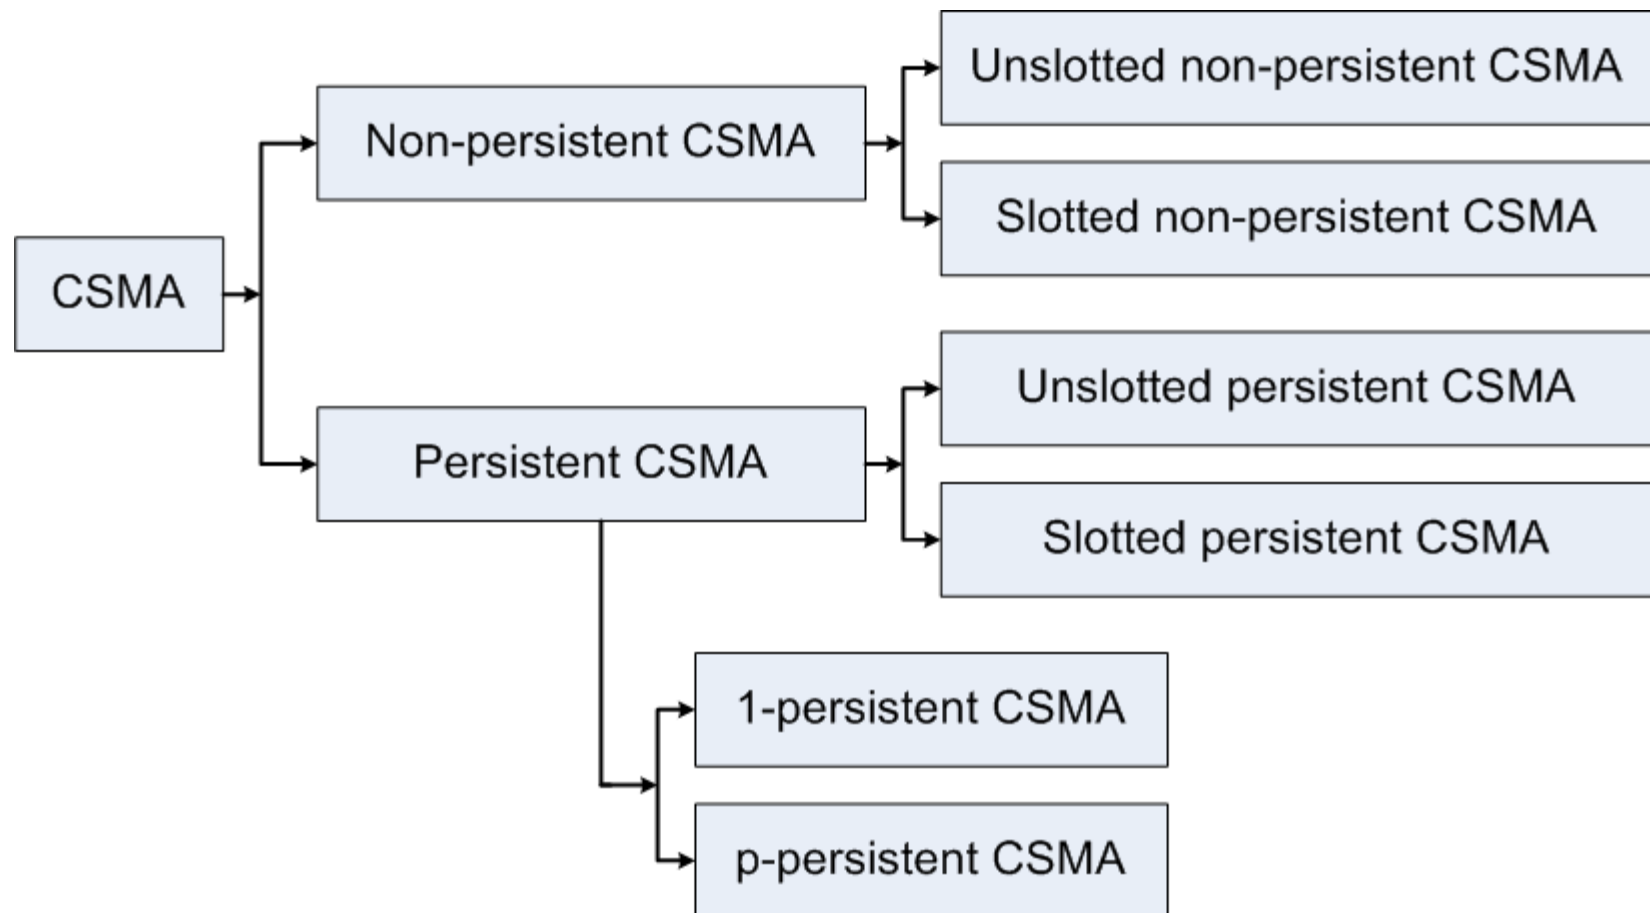 CSMA
Non-persistent CSMA
Unslotted non-persistent CSMA
Slotted non-persistent CSMA
Persistent CSMA
Unslotted persistent CSMA
Slotted persistent CSMA
1-persistent CSMA
p-persistent CSMA